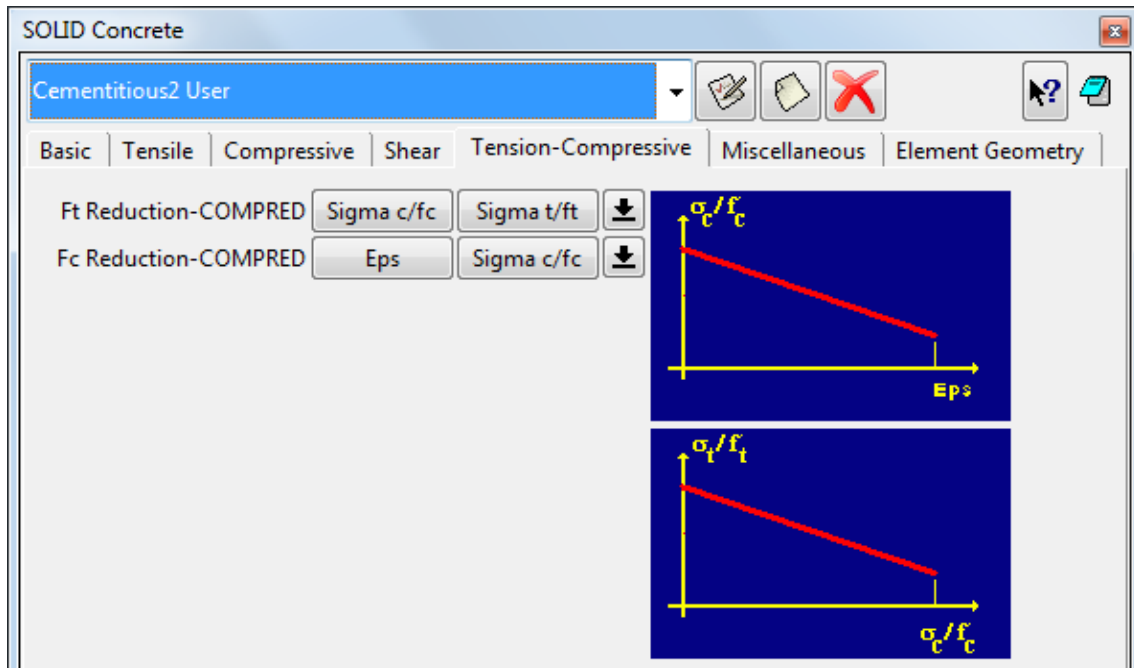 SOLID Concrete
Cementitious2 User
?
Basic Tensile Compressive Shear Tension-Compressive Miscellaneous Element Geometry
Ft Reduction-COMPRED Sigma c/fc Sigma t/ft
Fc Reduction-COMPRED Eps Sigma c/fc
σc/fc
Eps
σt/ft
σc/fc